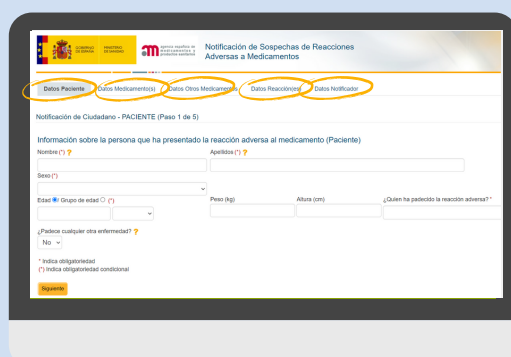 GOBIERNO DE ESPAÑA
MINISTERIO DE SANIDAD
agencia española de medicamentos y productos sanitarios
Notificación de Sospechas de Reacciones
Adversas a Medicamentos
Datos Paciente Datos Medicamento(s) Datos Otros Medicamentos Datos Reacción(es) Datos Notificador
Notificación de Ciudadano - PACIENTE (Paso 1 de 5)
Información sobre la persona que ha presentado la reacción adversa al medicamento (Paciente)
Nombre (*) ? Apellidos (*) ?
Sexo (*)
Edad Grupo de edad (*) Peso (kg) Altura (cm) ¿Quien ha padecido la reacción adversa? *
¿Padece cualquier otra enfermedad? ?
No
* Indica obligatoriedad
(*) Indica obligatoriedad condicional
Siguiente